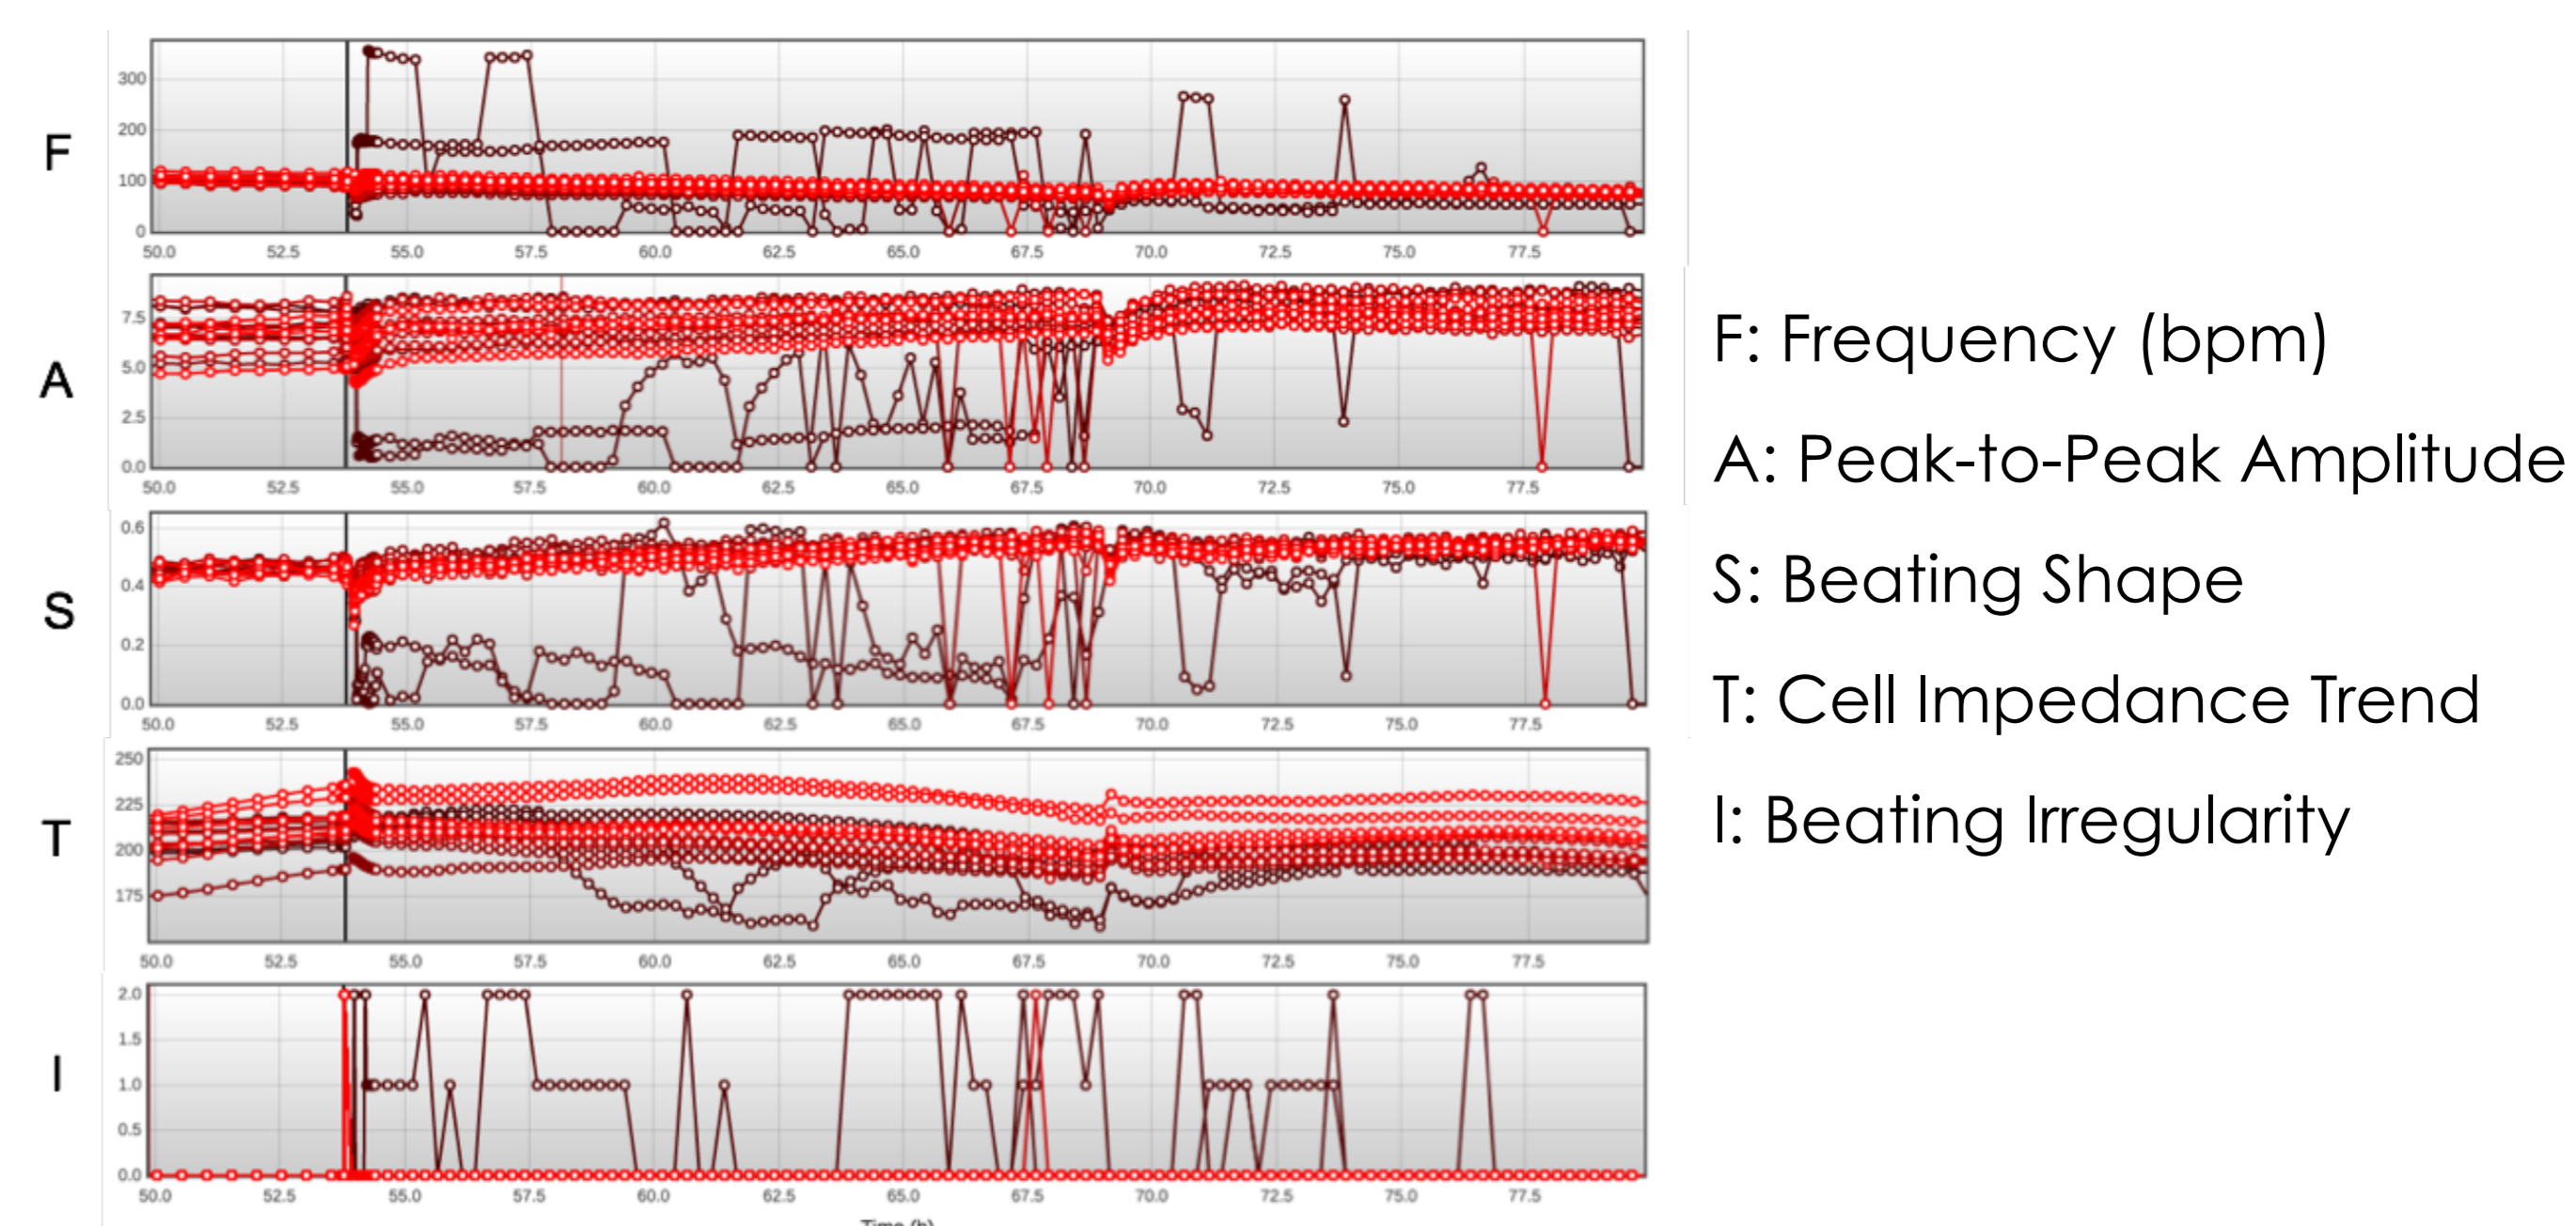 F
300
200
100
0
50.0 52.5 55.0 57.5 60.0 62.5 65.0 67.5 70.0 72.5 75.0 77.5
A
7.5
5.0
2.5
0.0
50.0 52.5 55.0 57.5 60.0 62.5 65.0 67.5 70.0 72.5 75.0 77.5
S
0.6
0.4
0.2
0.0
50.0 52.5 55.0 57.5 60.0 62.5 65.0 67.5 70.0 72.5 75.0 77.5
T
250
225
200
175
50.0 52.5 55.0 57.5 60.0 62.5 65.0 67.5 70.0 72.5 75.0 77.5
I
2.0
1.5
1.0
0.5
0.0
50.0 52.5 55.0 57.5 60.0 62.5 65.0 67.5 70.0 72.5 75.0 77.5
Time (h)
F: Frequency (bpm)
A: Peak-to-Peak Amplitude
S: Beating Shape
T: Cell Impedance Trend
I: Beating Irregularity